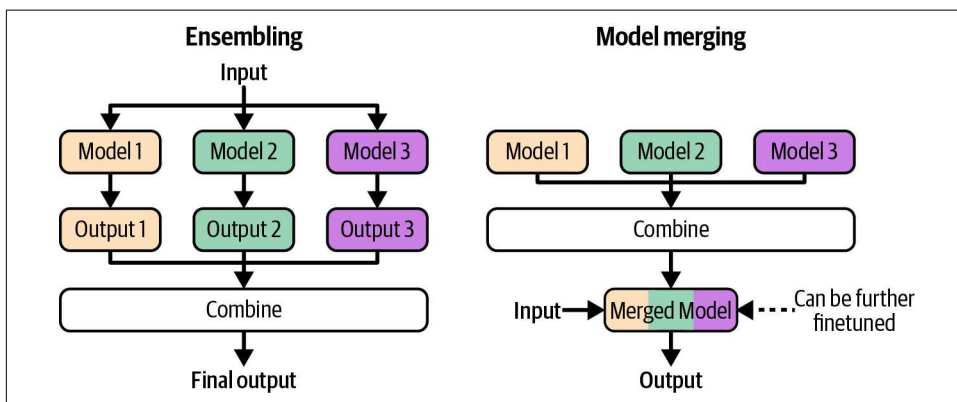 Ensembling
Input
Model 1
Model 2
Model 3
Output 1
Output 2
Output 3
Combine
Final output
Model merging
Model 1
Model 2
Model 3
Combine
Input
Merged Model
Can be further
finetuned
Output